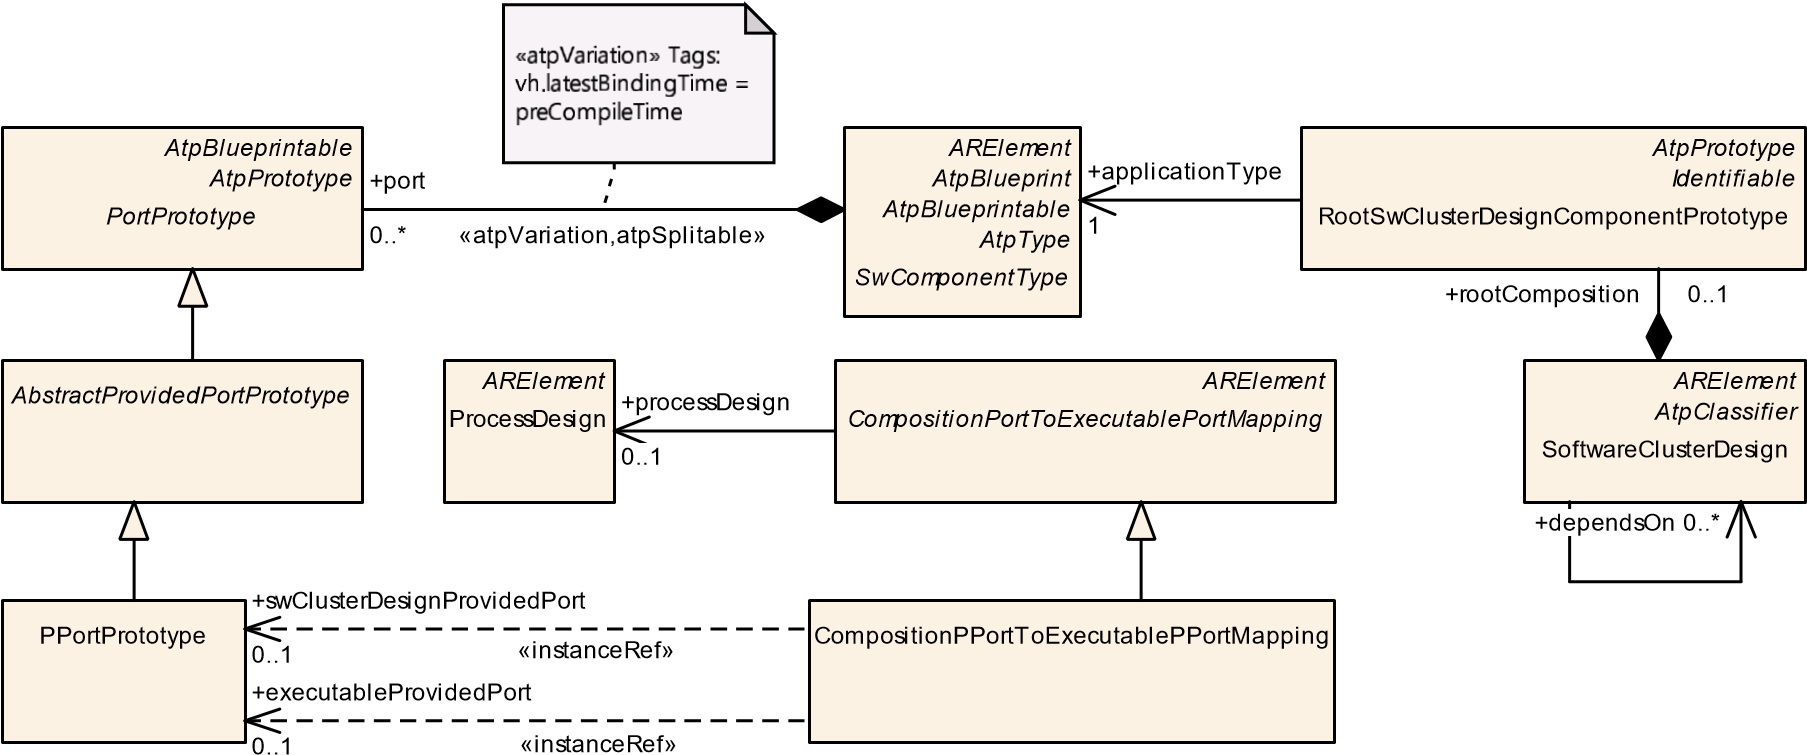 «atpVariation» Tags:
vh.latestBindingTime =
preCompileTime
AtpBlueprintable
AtpPrototype
PortPrototype
+port
0..*
«atpVariation,atpSplitable»
ARElement
AtpBlueprint
AtpBlueprintable
AtpType
SwComponentType
+applicationType
1
AtpPrototype
Identifiable
RootSwClusterDesignComponentPrototype
+rootComposition 0..1
AbstractProvidedPortPrototype
ARElement
ProcessDesign
+processDesign
0..1
ARElement
CompositionPortToExecutablePortMapping
ARElement
AtpClassifier
SoftwareClusterDesign
+dependsOn 0..*
PPortPrototype
+swClusterDesignProvidedPort
0..1
«instanceRef»
+executableProvidedPort
0..1
«instanceRef»
CompositionPPortToExecutablePPortMapping